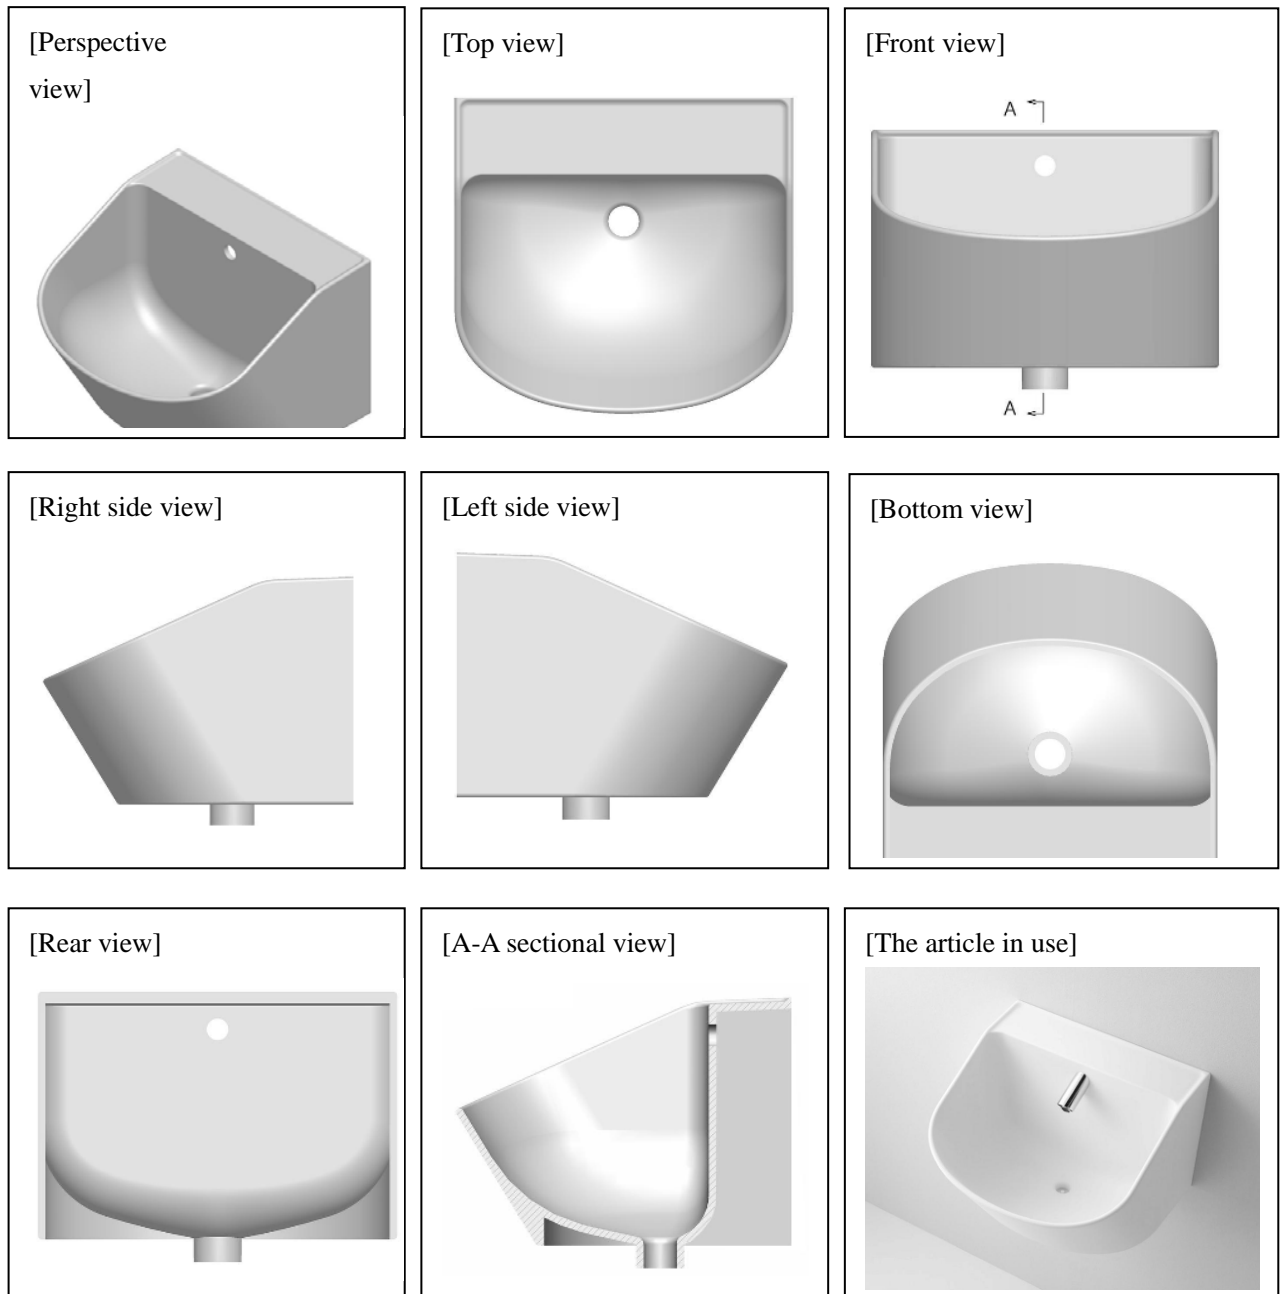 [Perspective
view]
[Top view]
[Front view]
A
A
[Right side view]
[Left side view]
[Bottom view]
[Rear view]
[A-A sectional view]
[The article in use]